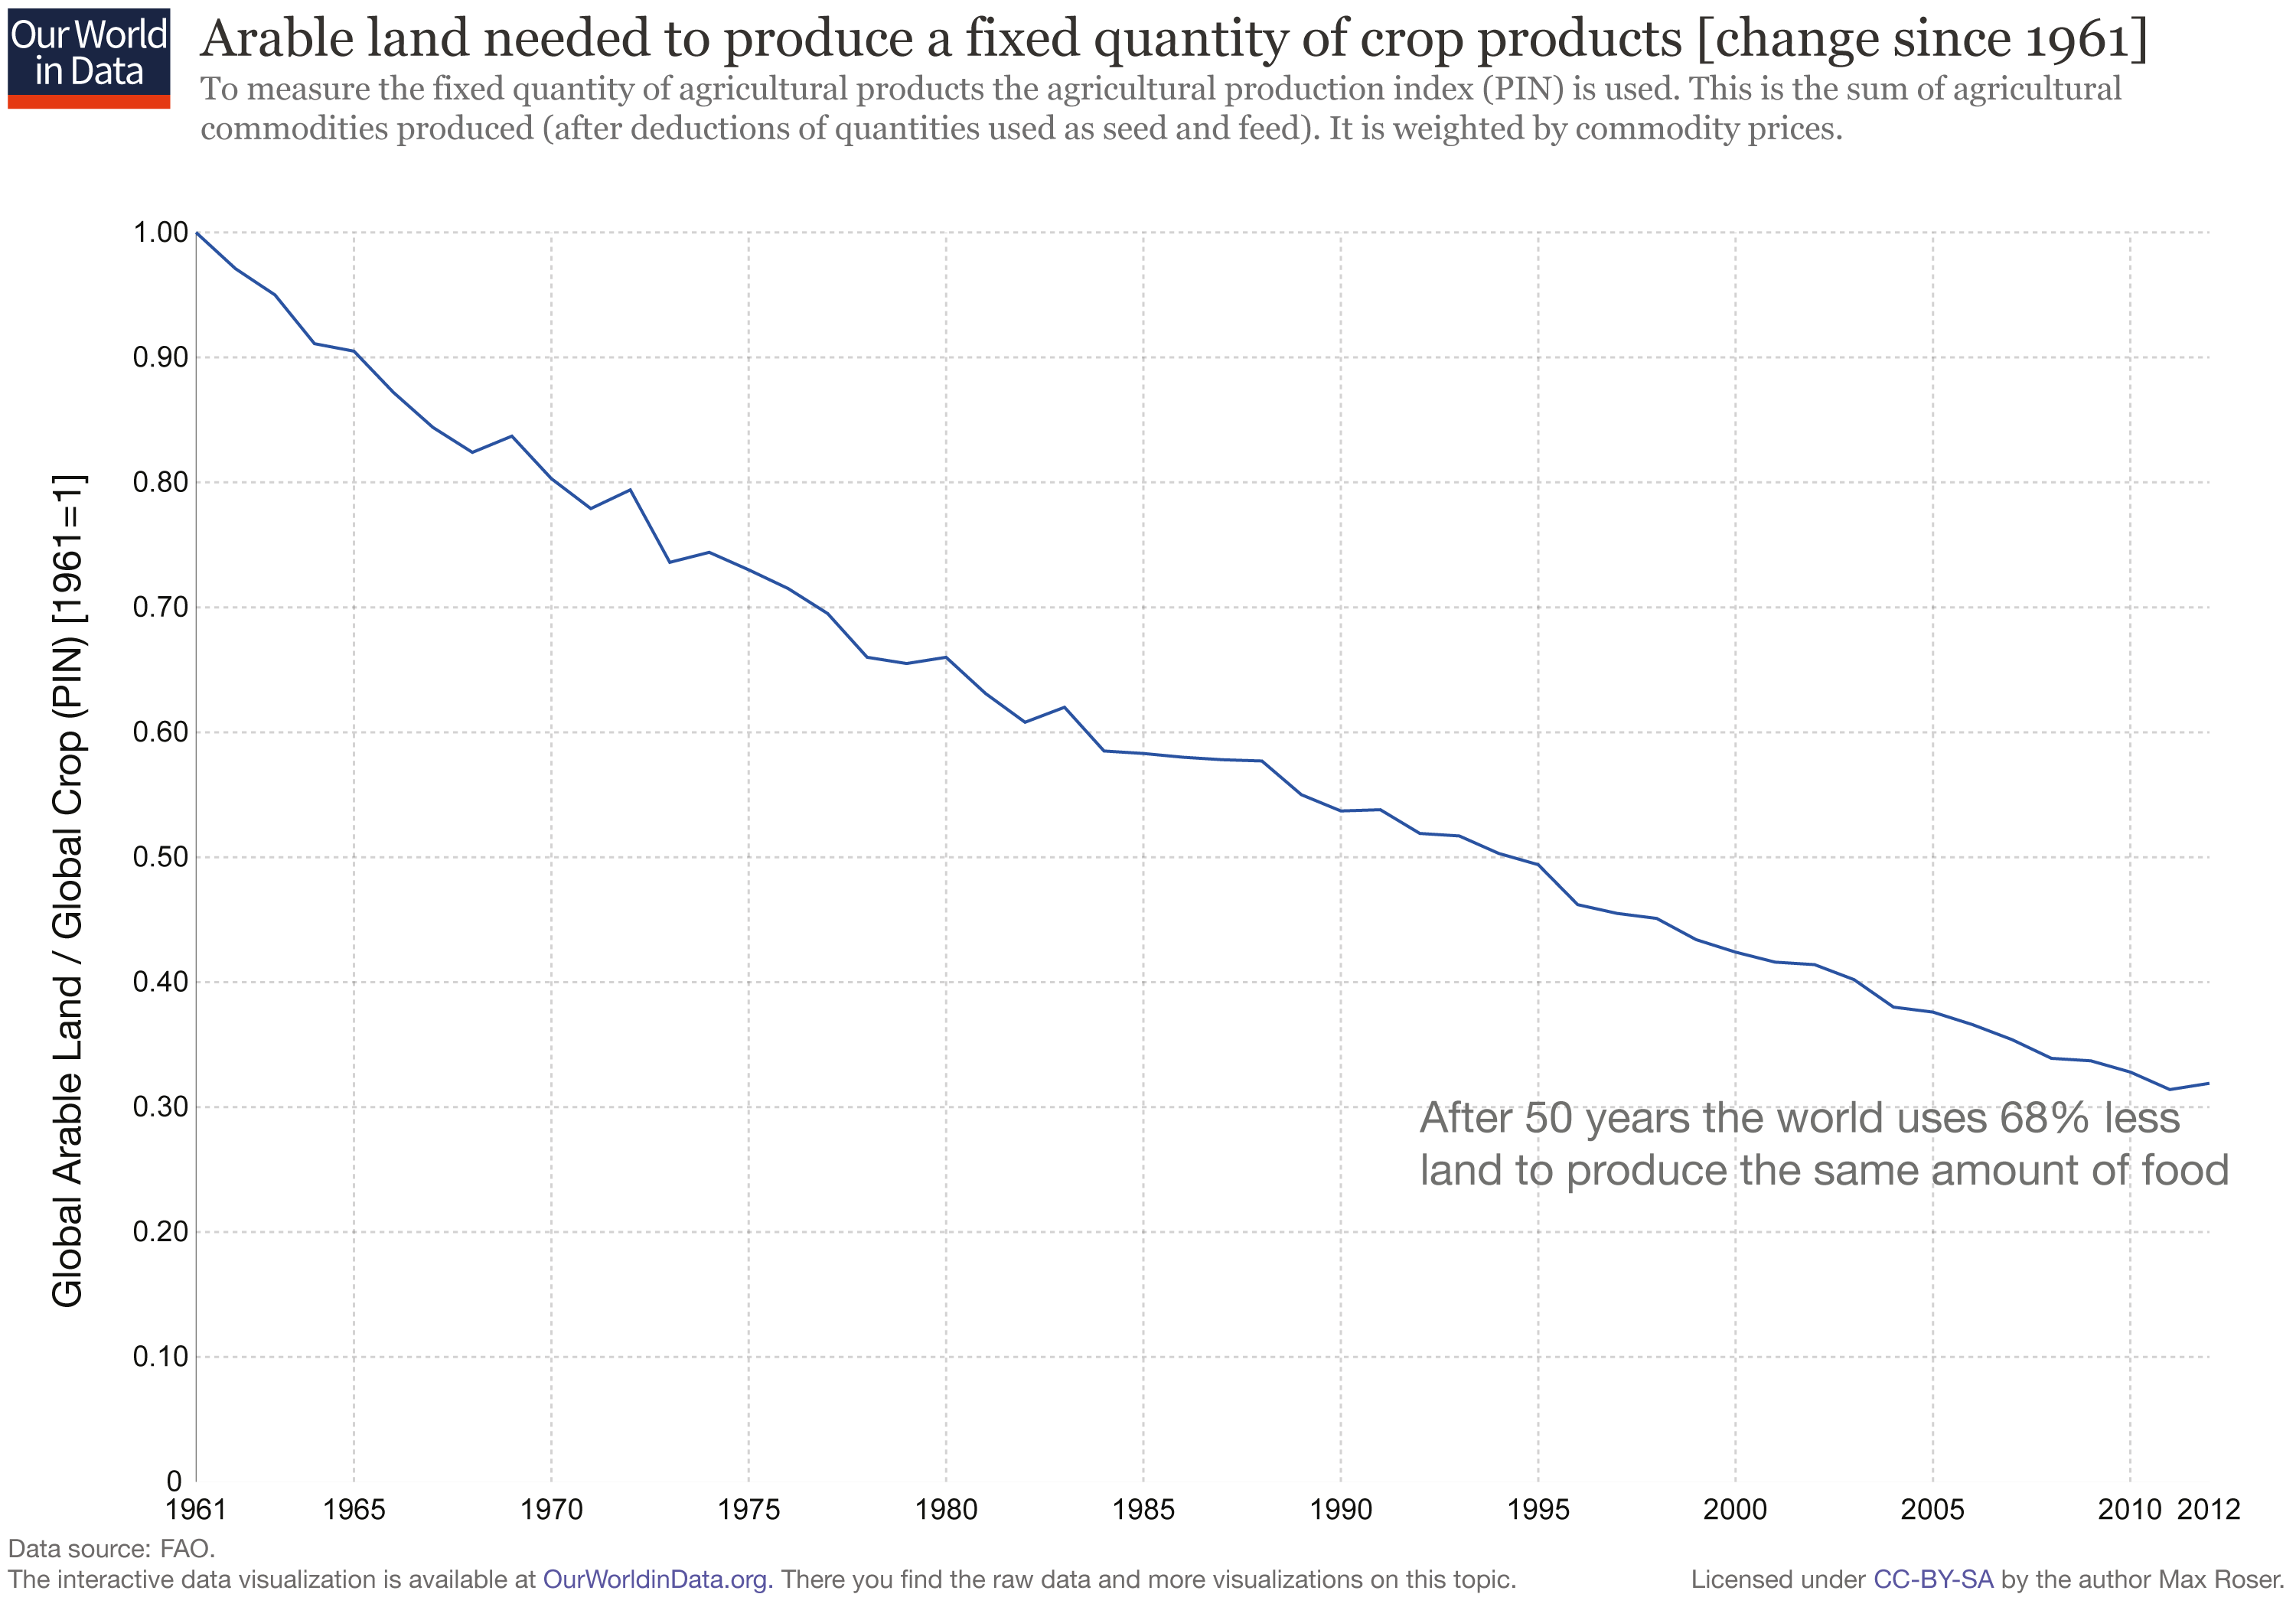 Our World
in Data
Arable land needed to produce a fixed quantity of crop products [change since 1961]
To measure the fixed quantity of agricultural products the agricultural production index (PIN) is used. This is the sum of agricultural
commodities produced (after deductions of quantities used as seed and feed). It is weighted by commodity prices.
Global Arable Land / Global Crop (PIN) [1961=1]
1.00
0.90
0.80
0.70
0.60
0.50
0.40
0.30
0.20
0.10
0
After 50 years the world uses 68% less
land to produce the same amount of food
1961 1965 1970 1975 1980 1985 1990 1995 2000 2005 2010 2012
Data source: FAO.
The interactive data visualization is available at OurWorldinData.org. There you find the raw data and more visualizations on this topic.
Licensed under CC-BY-SA by the author Max Roser.